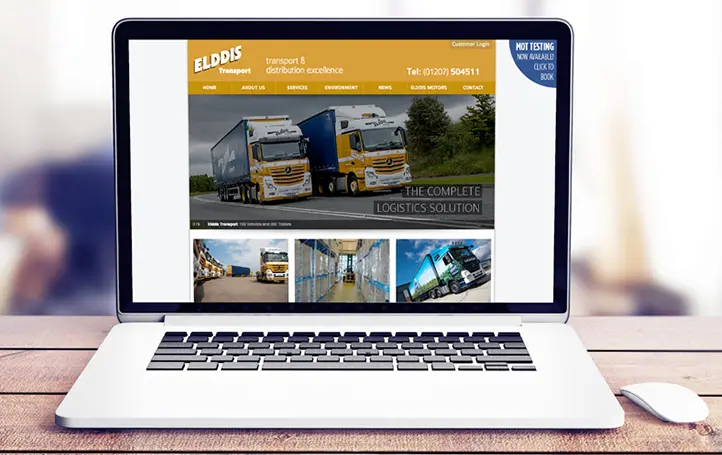 Customer Login
MOT TESTING
NOW AVAILABLE!
CLICK TO
BOOK
ELDDIS
Transport
transport &
distribution excellence
Tel: (01207) 504511
HOME ABOUT US SERVICES ENVIRONMENT NEWS ELDDIS MOTORS CONTACT
THE COMPLETE
LOGISTICS SOLUTION
Elddis Transport